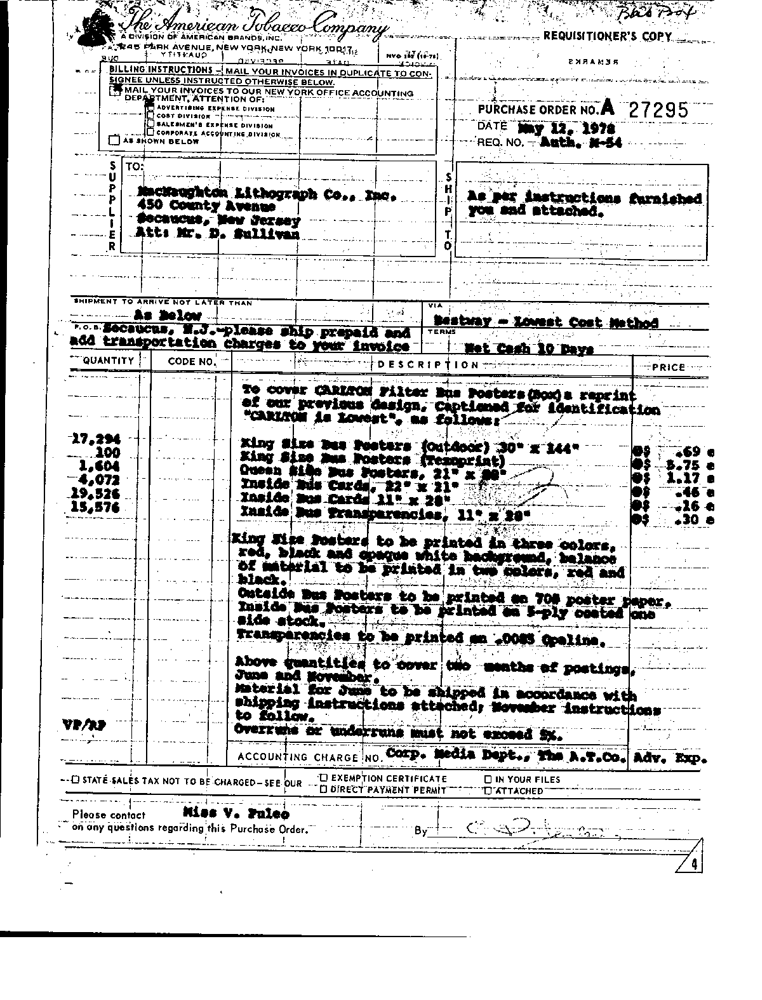 Bus Box
The American Tobacco Company
A DIVISION OF AMERICAN BRANDS, INC.
245 PARK AVENUE, NEW YORK, NEW YORK 10017
REQUISITIONER'S COPY
BILLING INSTRUCTIONS - MAIL YOUR INVOICES IN DUPLICATE TO CON-
SIGNEE UNLESS INSTRUCTED OTHERWISE BELOW.
MAIL YOUR INVOICES TO OUR NEW YORK OFFICE ACCOUNTING
DEPARTMENT, ATTENTION OF:
ADVERTISING EXPENSE DIVISION
COST DIVISION
SALESMEN'S EXPENSE DIVISION
CORPORATE ACCOUNTING DIVISION
AS SHOWN BELOW
PURCHASE ORDER NO. A 27295
DATE May 12, 1978
REQ. NO. Auth. N-54
SUPPLIER
TO:
MacNaughton Lithograph Co., Inc.
450 County Avenue
Secaucus, New Jersey
Att: Mr. D. Sullivan
SHIP TO
As per instructions furnished
you and attached.
SHIPMENT TO ARRIVE NOT LATER THAN
As Below
VIA
Bestway - Lowest Cost Method
F.O.B. Secaucus, N.J.-please ship prepaid and
add transportation charges to your invoice
TERMS
Net Cash 10 Days
QUANTITY CODE NO. DESCRIPTION PRICE
To cover CARLTON Filter Bus Posters (Box) a reprint
of our previous design, Captioned for identification
"CARLTON is Lowest", as follows:
17,294 King Size Bus Posters (Outdoor) 30" x 144" @$ .69 e
100 King Size Bus Posters @$ 5.75 e
1,604 Queen Size Bus Posters, 21" x @$ 1.17 e
4,072 Inside Bus Cards, 22" x 21" @$ .46 e
19,526 Inside Bus Cards 11" x 28" @$ .16 e
15,576 Inside Bus Transparencies, 11" x 28" @$ .30 e
King Size Posters to be printed in three colors,
red, black and opaque white background, balance
of material to be printed in two colors, red and
black.
Outside Bus Posters to be printed on 70# poster paper.
Inside Bus Posters to be printed on 5-ply coated one
side stock.
Transparencies to be printed on .0085 Opaline.
Above quantities to cover two months of postings,
June and November.
Material for June to be shipped in accordance with
shipping instructions attached; November instructions
to follow.
VP/RP
Overruns or underruns must not exceed 5%.
ACCOUNTING CHARGE NO. Corp. Media Dept., The A.T.Co. Adv. Exp.
STATE SALES TAX NOT TO BE CHARGED - SEE OUR EXEMPTION CERTIFICATE IN YOUR FILES
DIRECT PAYMENT PERMIT ATTACHED
Please contact Miss V. Puleo
on any questions regarding this Purchase Order.
By
4